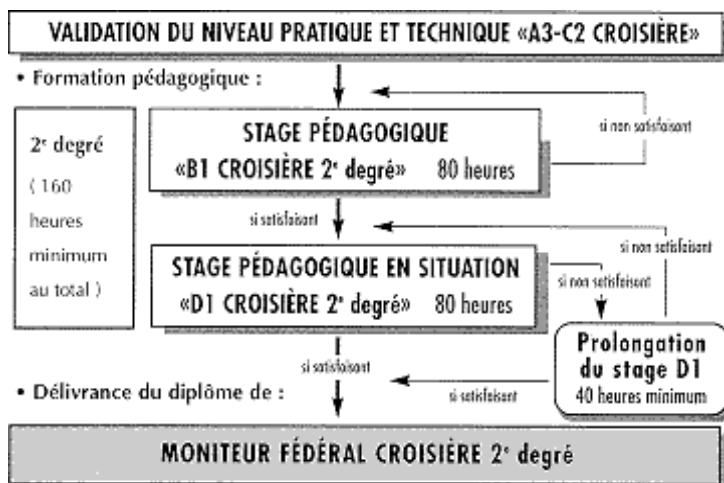 VALIDATION DU NIVEAU PRATIQUE ET TECHNIQUE «A3-C2 CROISIÈRE»
• Formation pédagogique :
2e degré
( 160
heures
minimum
au total )
STAGE PÉDAGOGIQUE
«B1 CROISIÈRE 2e degré» 80 heures
si non satisfaisant
si satisfaisant
si non satisfaisant
STAGE PÉDAGOGIQUE EN SITUATION
«D1 CROISIÈRE 2e degré» 80 heures
si non satisfaisant
si satisfaisant
Prolongation
du stage D1
40 heures minimum
si satisfaisant
• Délivrance du diplôme de :
MONITEUR FÉDÉRAL CROISIÈRE 2e degré